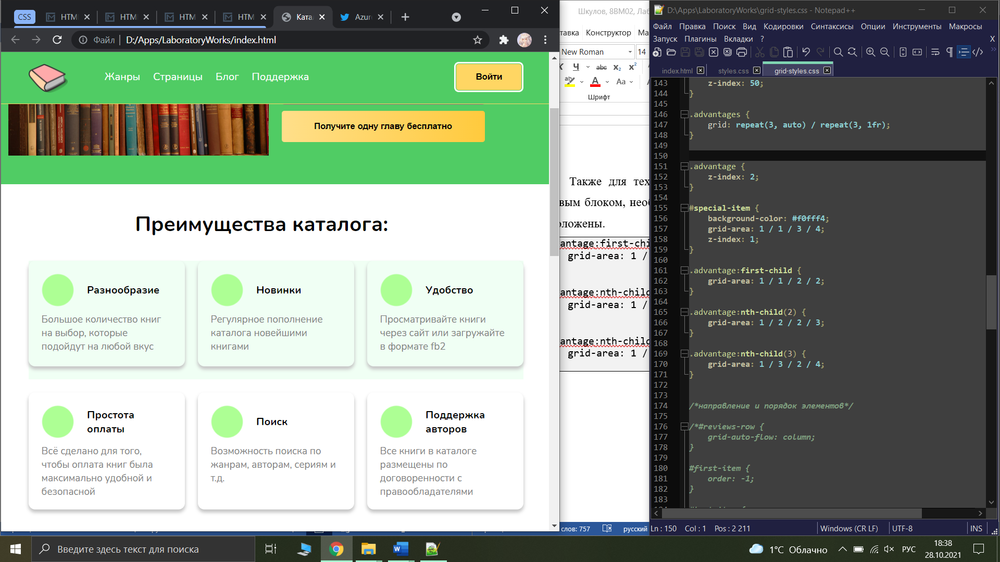 CSS
HTM
HTM
HTM
HTM
Ката
Azur
Файл
D:/Apps/LaboratoryWorks/index.html
Жанры Страницы Блог Поддержка
Войти
Получите одну главу бесплатно
Преимущества каталога:
Разнообразие
Большое количество книг
на выбор, которые
подойдут на любой вкус
Новинки
Регулярное пополнение
каталога новейшими
книгами
Удобство
Просматривайте книги
через сайт или загружайте
в формате fb2
Простота
оплаты
Всё сделано для того,
чтобы оплата книг была
максимально удобной и
безопасной
Поиск
Возможность поиска по
жанрам, авторам, сериям и
т.д.
Поддержка
авторов
Все книги в каталоге
размещены по
договоренности с
правообладателями
Шкулов, 8ВМ02, Лаб
тавка Конструктор Ма
New Roman 14
К Ч abc x₂ x²
ab А Aa
Шрифт
Также для тех
вым блоком, необ
оложены.
antage:first-chi
grid-area: 1 /
antage:nth-child
grid-area: 1 /
antage:nth-child
grid-area: 1 /
слов: 757 русский
D:\Apps\LaboratoryWorks\grid-styles.css - Notepad++
Файл Правка Поиск Вид Кодировки Синтаксисы Опции Инструменты Макросы
Запуск Плагины Вкладки ? X
index.html styles.css grid-styles.css
143 z-index: 50;
144 }
145
146 .advantages {
147 grid: repeat(3, auto) / repeat(3, 1fr);
148 }
149
150
151 .advantage {
152 z-index: 2;
153 }
154
155 #special-item {
156 background-color: #f0fff4;
157 grid-area: 1 / 1 / 3 / 4;
158 z-index: 1;
159 }
160
161 .advantage:first-child {
162 grid-area: 1 / 1 / 2 / 2;
163 }
164
165 .advantage:nth-child(2) {
166 grid-area: 1 / 2 / 2 / 3;
167 }
168
169 .advantage:nth-child(3) {
170 grid-area: 1 / 3 / 2 / 4;
171 }
172
173
174 /*направление и порядок элементов*/
175
176 /*#reviews-row {
177 grid-auto-flow: column;
178 }
179
180 #first-item {
181 order: -1;
182 }
183
Ln : 150 Col : 1 Pos : 2 211 Windows (CR LF) UTF-8 INS
Введите здесь текст для поиска
1°C Облачно
РУС
18:38
28.10.2021